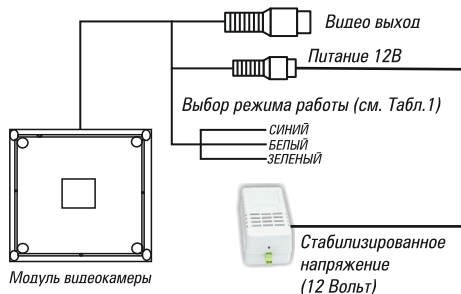 Видео выход
Питание 12В
Выбор режима работы (см. Табл.1)
СИНИЙ
БЕЛЫЙ
ЗЕЛЕНЫЙ
Модуль видеокамеры
Стабилизированное
напряжение
(12 Вольт)